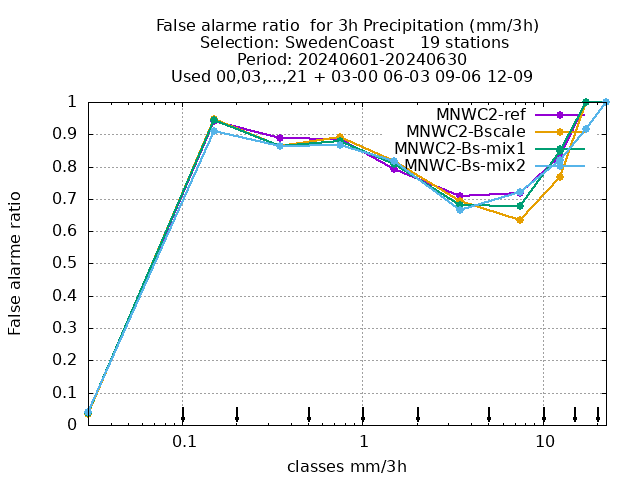 False alarme ratio  for 3h Precipitation (mm/3h)
Selection: SwedenCoast     19 stations
Period: 20240601-20240630
Used 00,03,...,21 + 03-00 06-03 09-06 12-09
MNWC2-ref
MNWC2-Bscale
MNWC2-Bs-mix1
MNWC-Bs-mix2
1
0.9
0.8
0.7
0.6
0.5
0.4
0.3
0.2
0.1
0
False alarme ratio
0.1 1 10
classes mm/3h